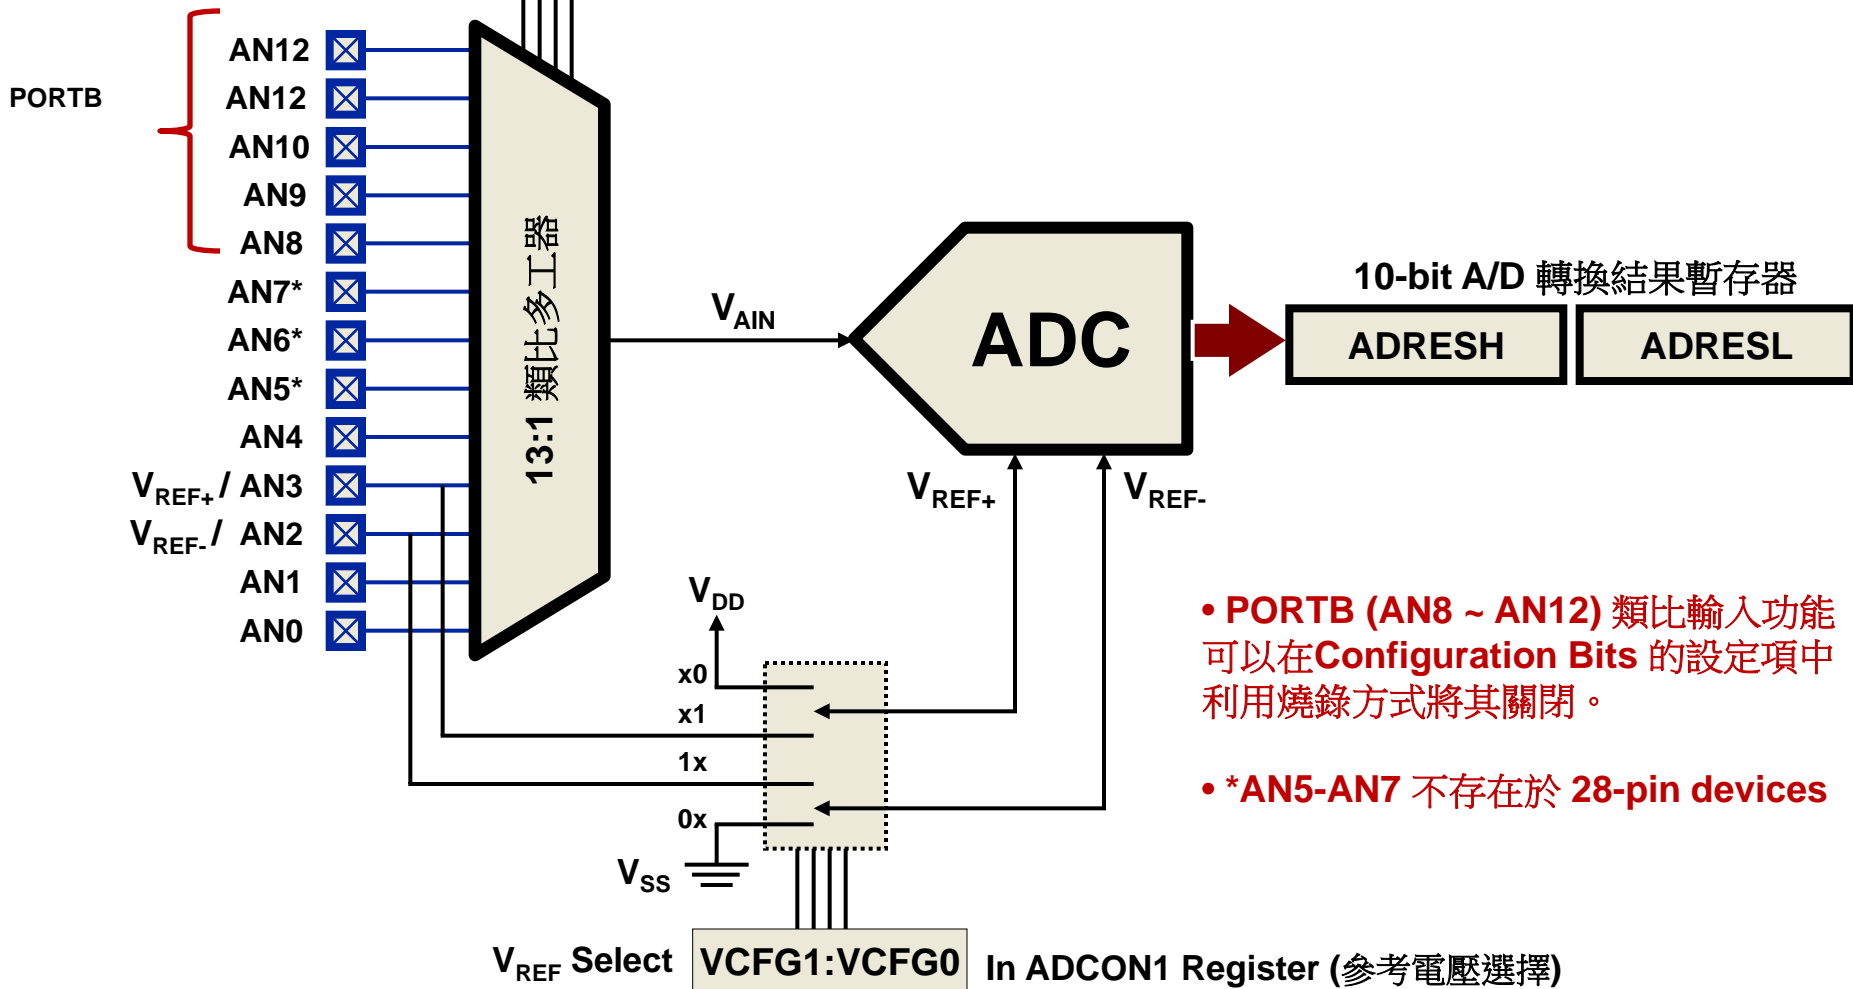 AN12
PORTB
AN12
AN10
AN9
AN8
AN7*
AN6*
AN5*
AN4
VREF+ / AN3
VREF- / AN2
AN1
AN0
13:1 類比多工器
VAIN
ADC
10-bit A/D 轉換結果暫存器
ADRESH
ADRESL
VREF+
VREF-
VDD
x0
x1
1x
0x
VSS
• PORTB (AN8 ~ AN12) 類比輸入功能
可以在Configuration Bits 的設定項中
利用燒錄方式將其關閉。
• *AN5-AN7 不存在於 28-pin devices
VREF Select VCFG1:VCFG0 In ADCON1 Register (參考電壓選擇)